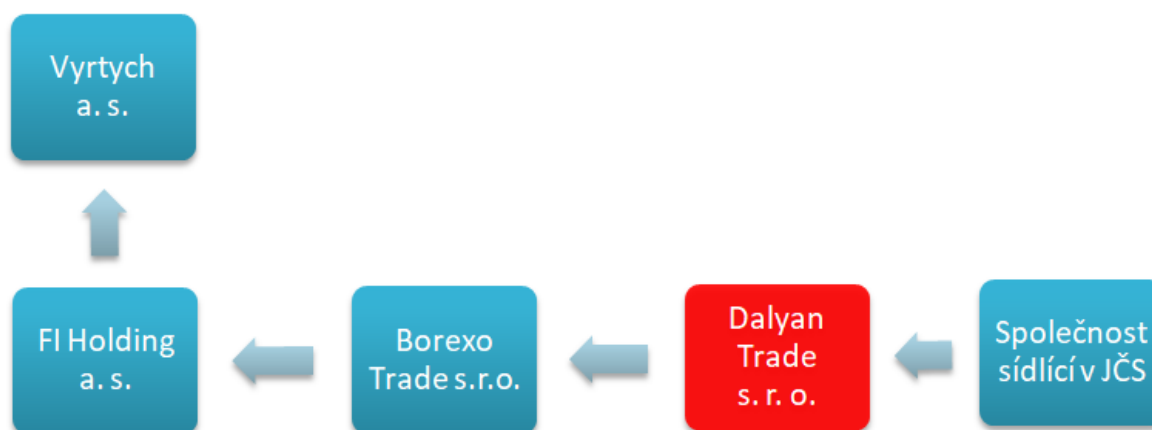 Vyrtych
a. s.
FI Holding
a. s.
Borexo
Trade s.r.o.
Dalyan
Trade
s. r. o.
Společnost
sídlící v JČS